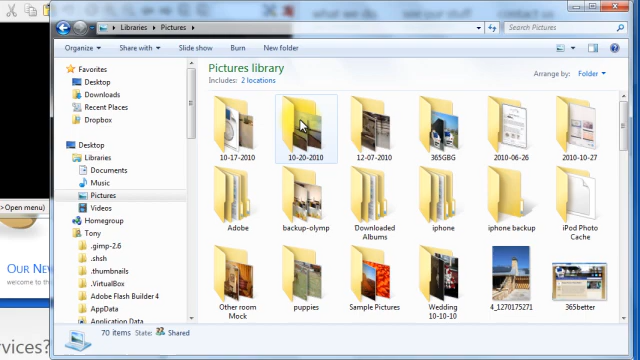 what we do
see our stuff
contact us
Libraries
Pictures
Search Pictures
Organize
Share with
Slide show
Burn
New folder
Favorites
Desktop
Downloads
Recent Places
Dropbox
Desktop
Libraries
Documents
Music
Pictures
Videos
Homegroup
Tony
.gimp-2.6
.shsh
.thumbnails
.VirtualBox
Adobe Flash Builder 4
AppData
Application Data
Pictures library
Includes: 2 locations
Arrange by: Folder
10-17-2010
10-20-2010
12-07-2010
365GBG
2010-06-26
2010-10-27
Adobe
backup-olymp
Downloaded
Albums
iphone
iphone backup
iPod Photo
Cache
Other room
Mock
puppies
Sample Pictures
Wedding
10-10-10
4_1270175271
365better
70 items State: Shared
>Open menu)
OUR NEW
welcome to th
vices?